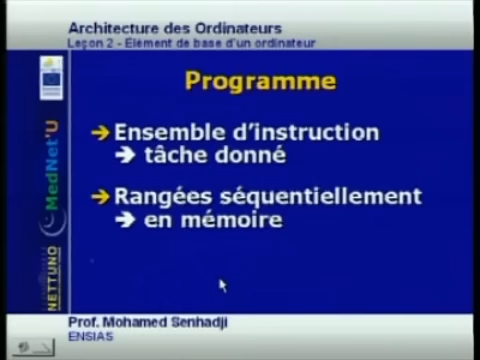 Architecture des Ordinateurs
Leçon 2 - Élément de base d'un ordinateur
Programme
Ensemble d'instruction
tâche donné
Rangées séquentiellement
en mémoire
MedNet'U
NETTUNO
Prof. Mohamed Senhadji
ENSIAS